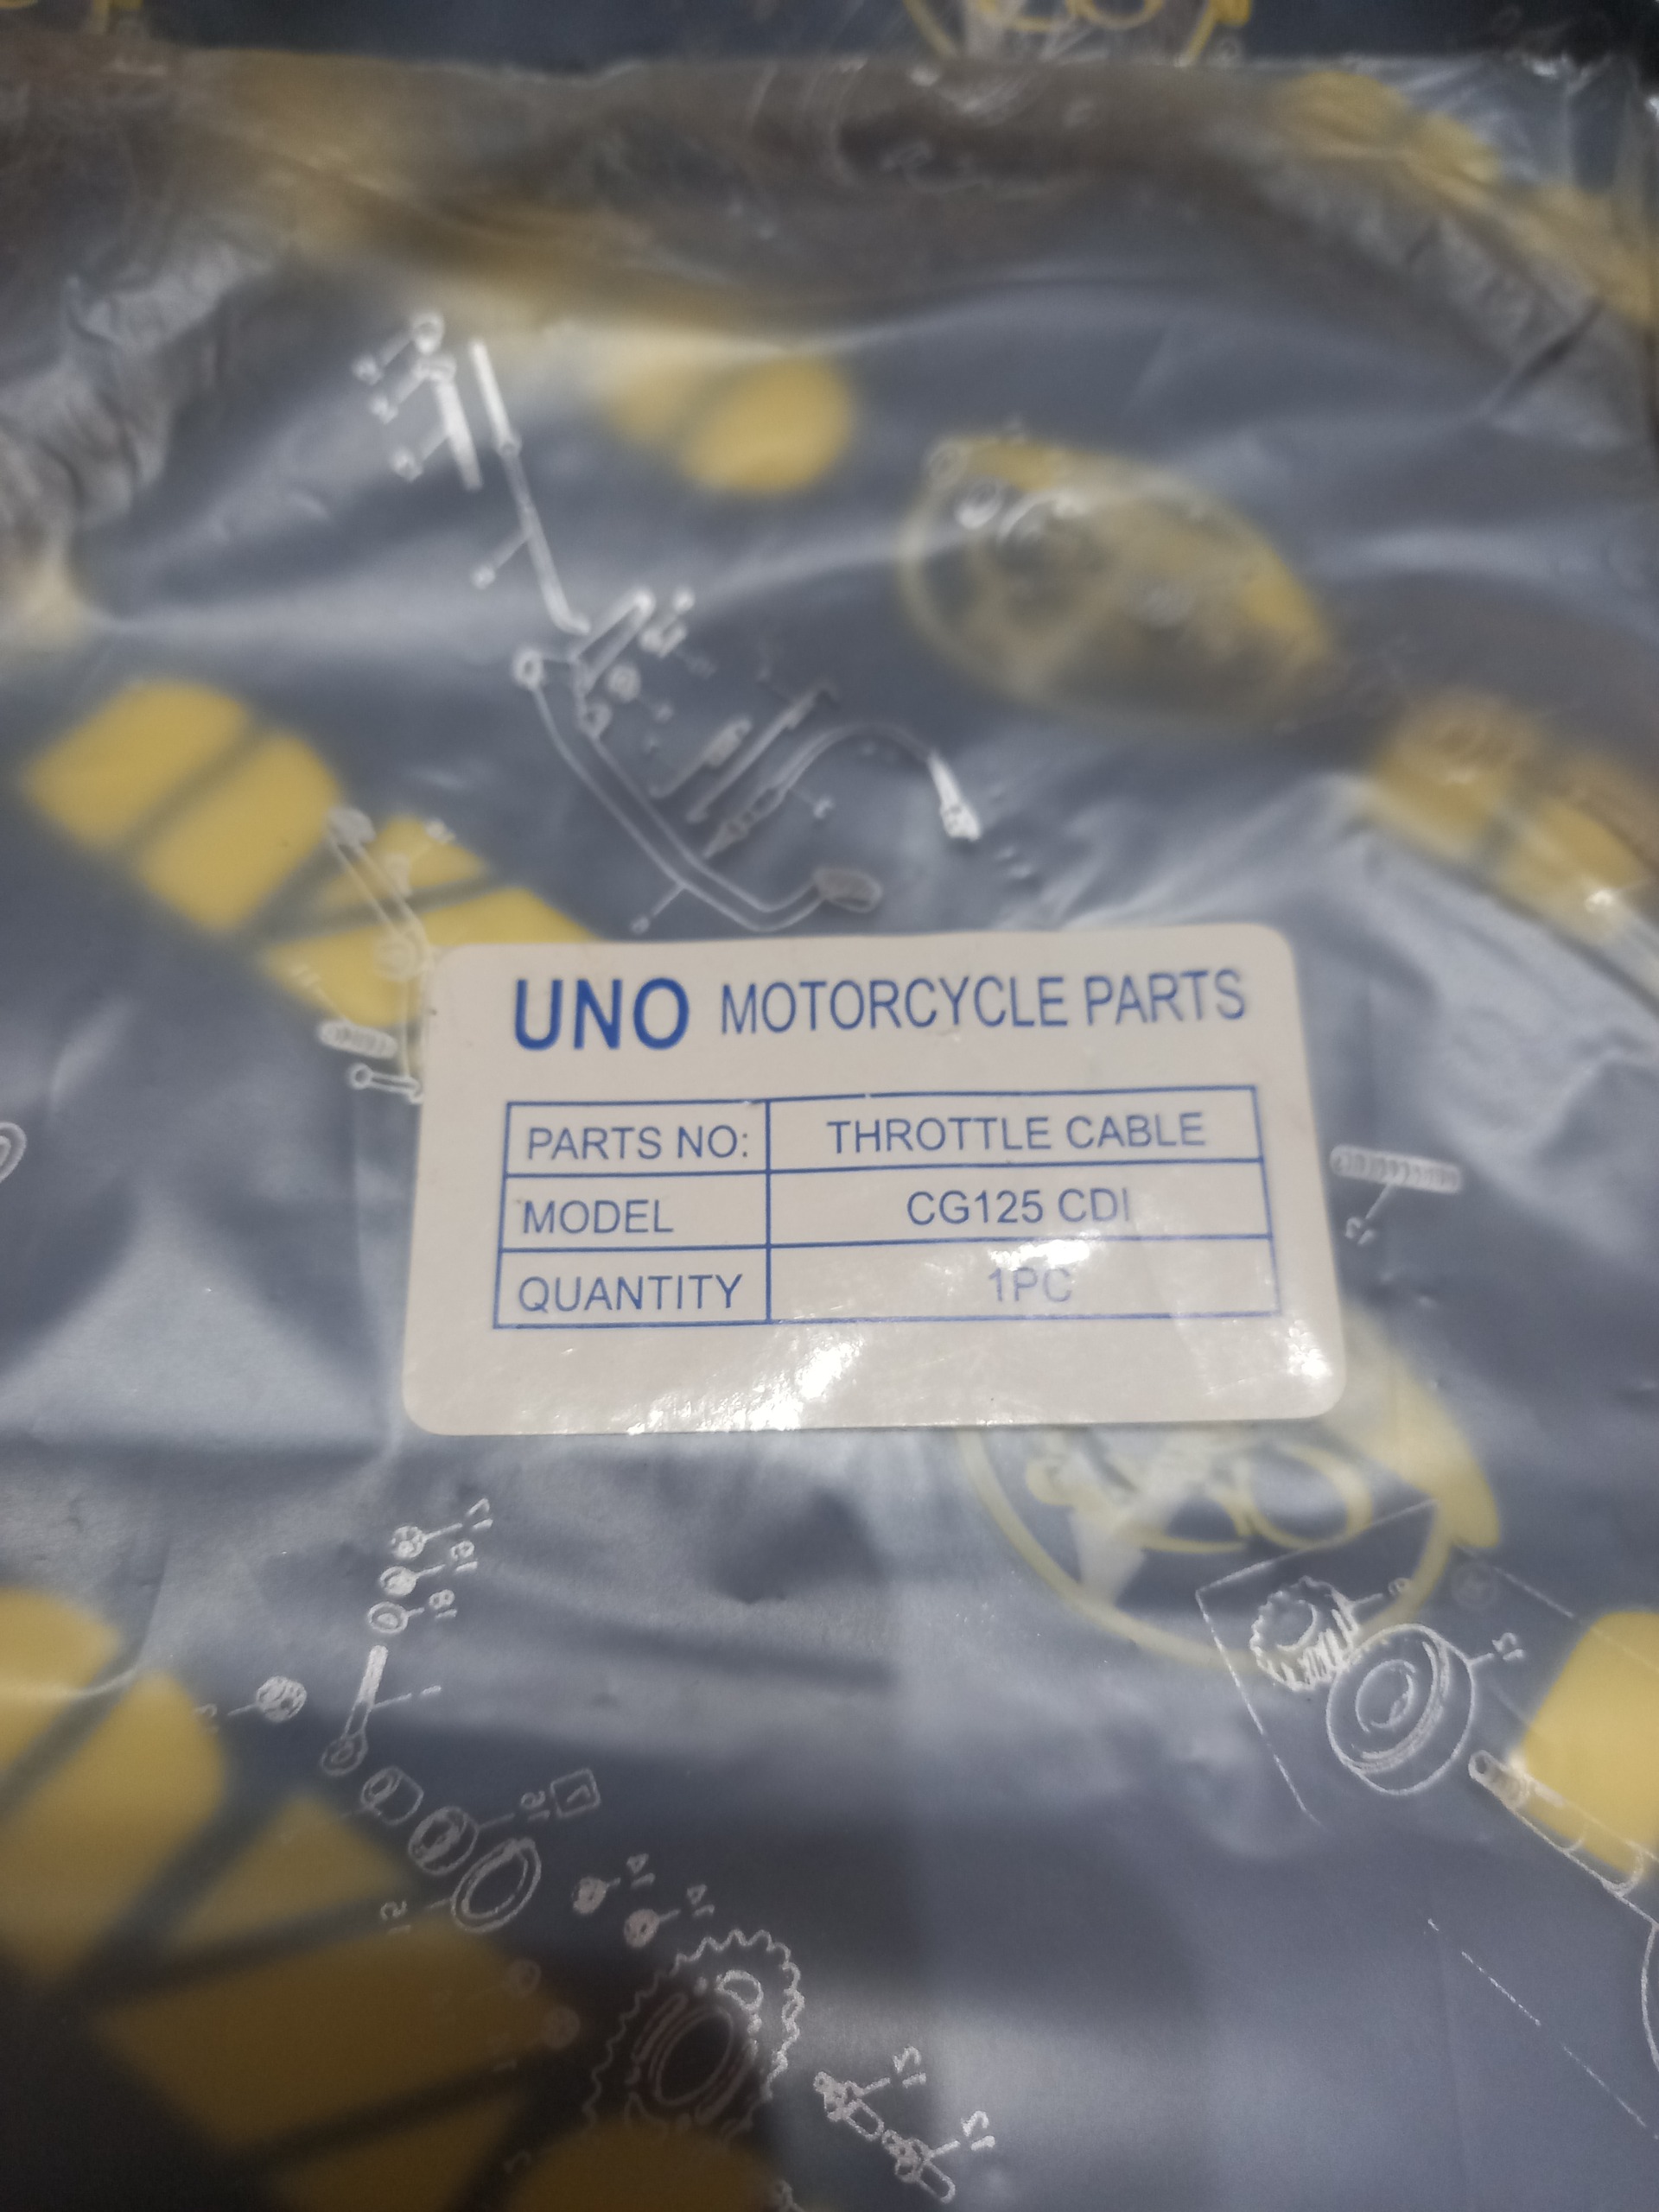 UNO MOTORCYCLE PARTS
PARTS NO: THROTTLE CABLE
MODEL CG125 CDI
QUANTITY 1PC